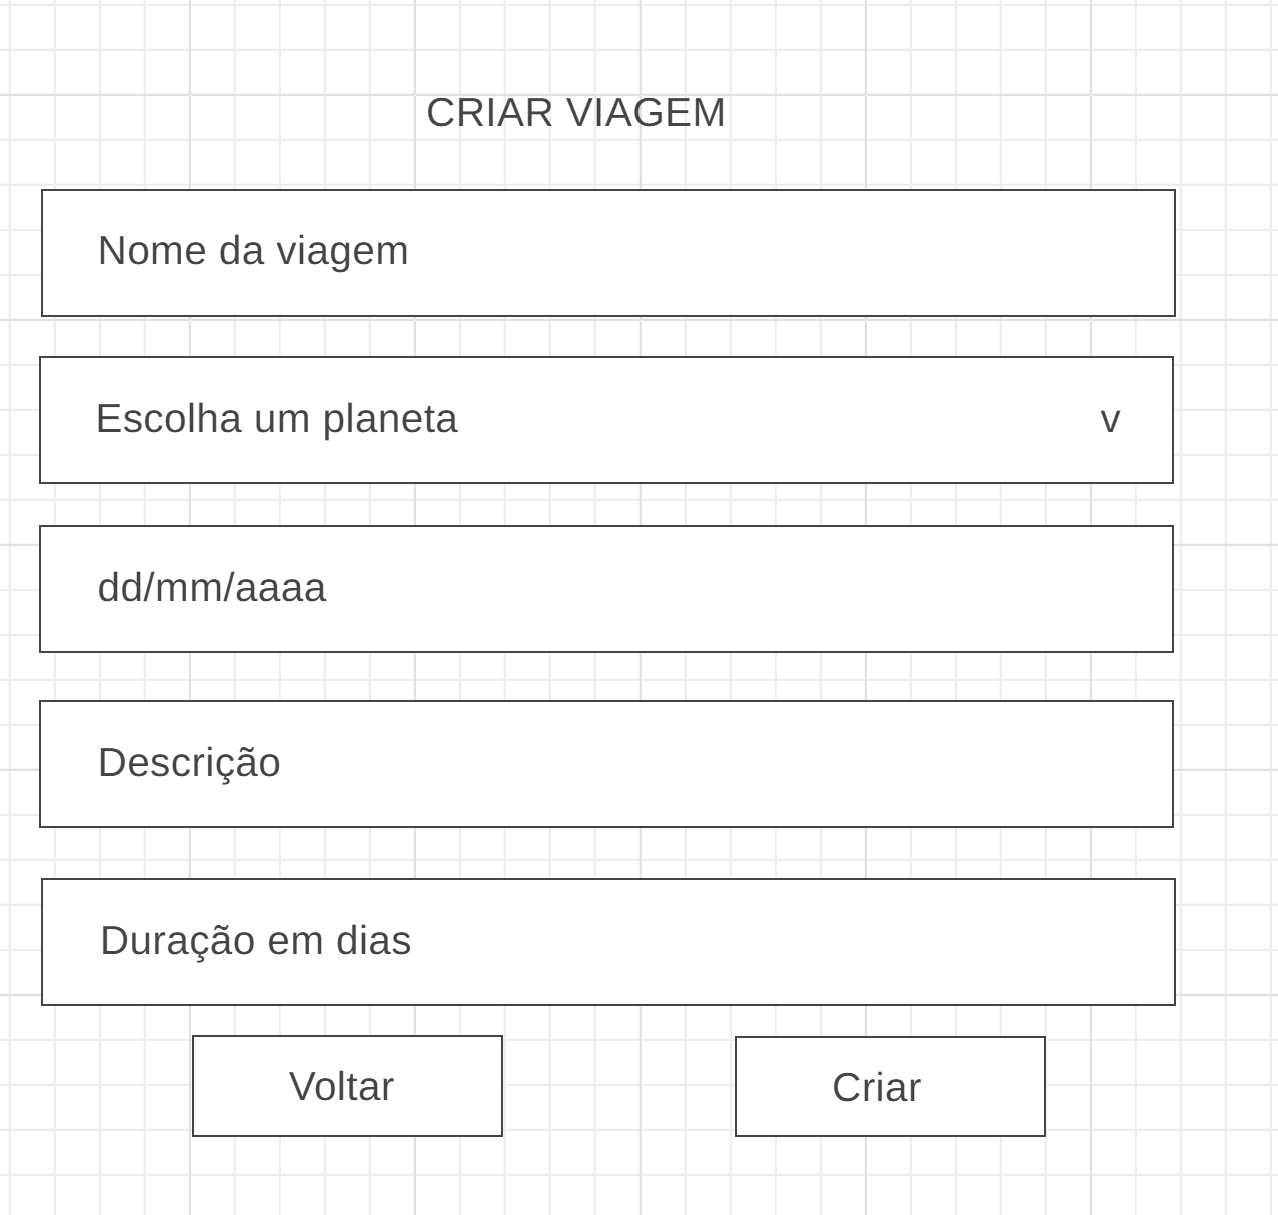 CRIAR VIAGEM
Nome da viagem
Escolha um planeta v
dd/mm/aaaa
Descrição
Duração em dias
Voltar Criar